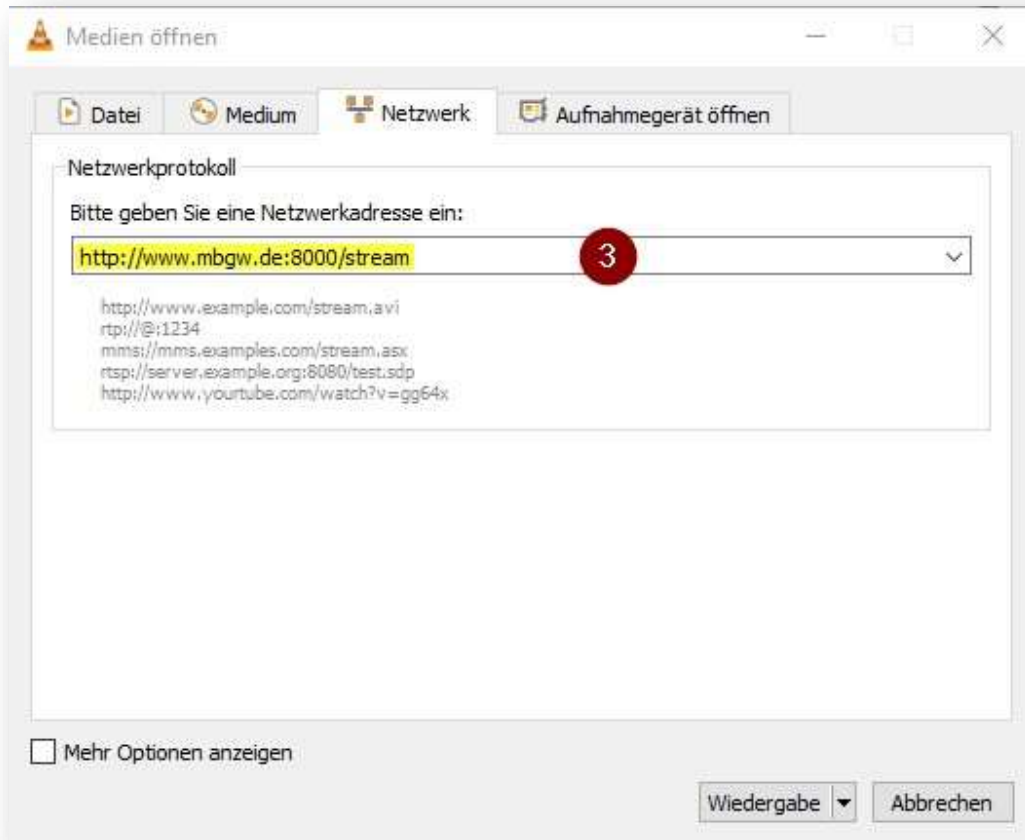 Medien öffnen
Datei Medium Netzwerk Aufnahmegerät öffnen
Netzwerkprotokoll
Bitte geben Sie eine Netzwerkadresse ein:
http://www.mbgw.de:8000/stream 3
http://www.example.com/stream.avi
rtp://@:1234
mms://mms.examples.com/stream.asx
rtsp://server.example.org:8080/test.sdp
http://www.yourtube.com/watch?v=gg64x
Mehr Optionen anzeigen
Wiedergabe Abbrechen